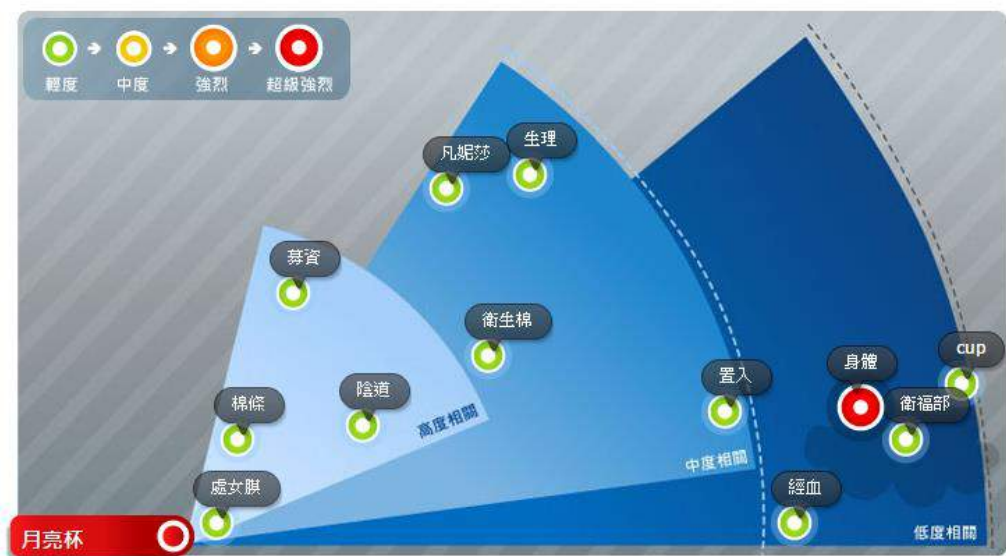 輕度
中度
強烈
超級強烈
生理
凡妮莎
募資
衛生棉
cup
身體
置入
陰道
棉條
衛福部
高度相關
中度相關
處女膜
經血
低度相關
月亮杯